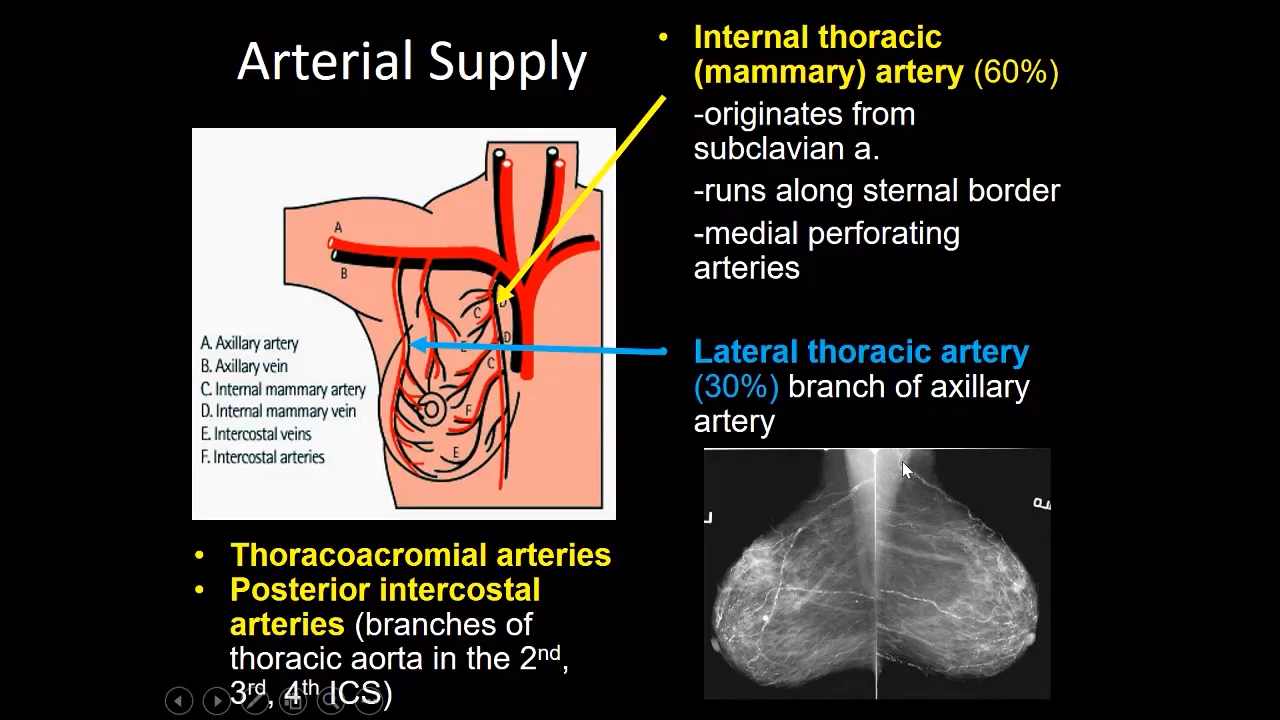 Arterial Supply
• Internal thoracic
(mammary) artery (60%)
-originates from
subclavian a.
-runs along sternal border
-medial perforating
arteries
• Lateral thoracic artery
(30%) branch of axillary
artery
A
B
D
C
D
E
C
F
E
A. Axillary artery
B. Axillary vein
C. Internal mammary artery
D. Internal mammary vein
E. Intercostal veins
F. Intercostal arteries
• Thoracoacromial arteries
• Posterior intercostal
arteries (branches of
thoracic aorta in the 2nd,
3rd, 4th ICS)
L